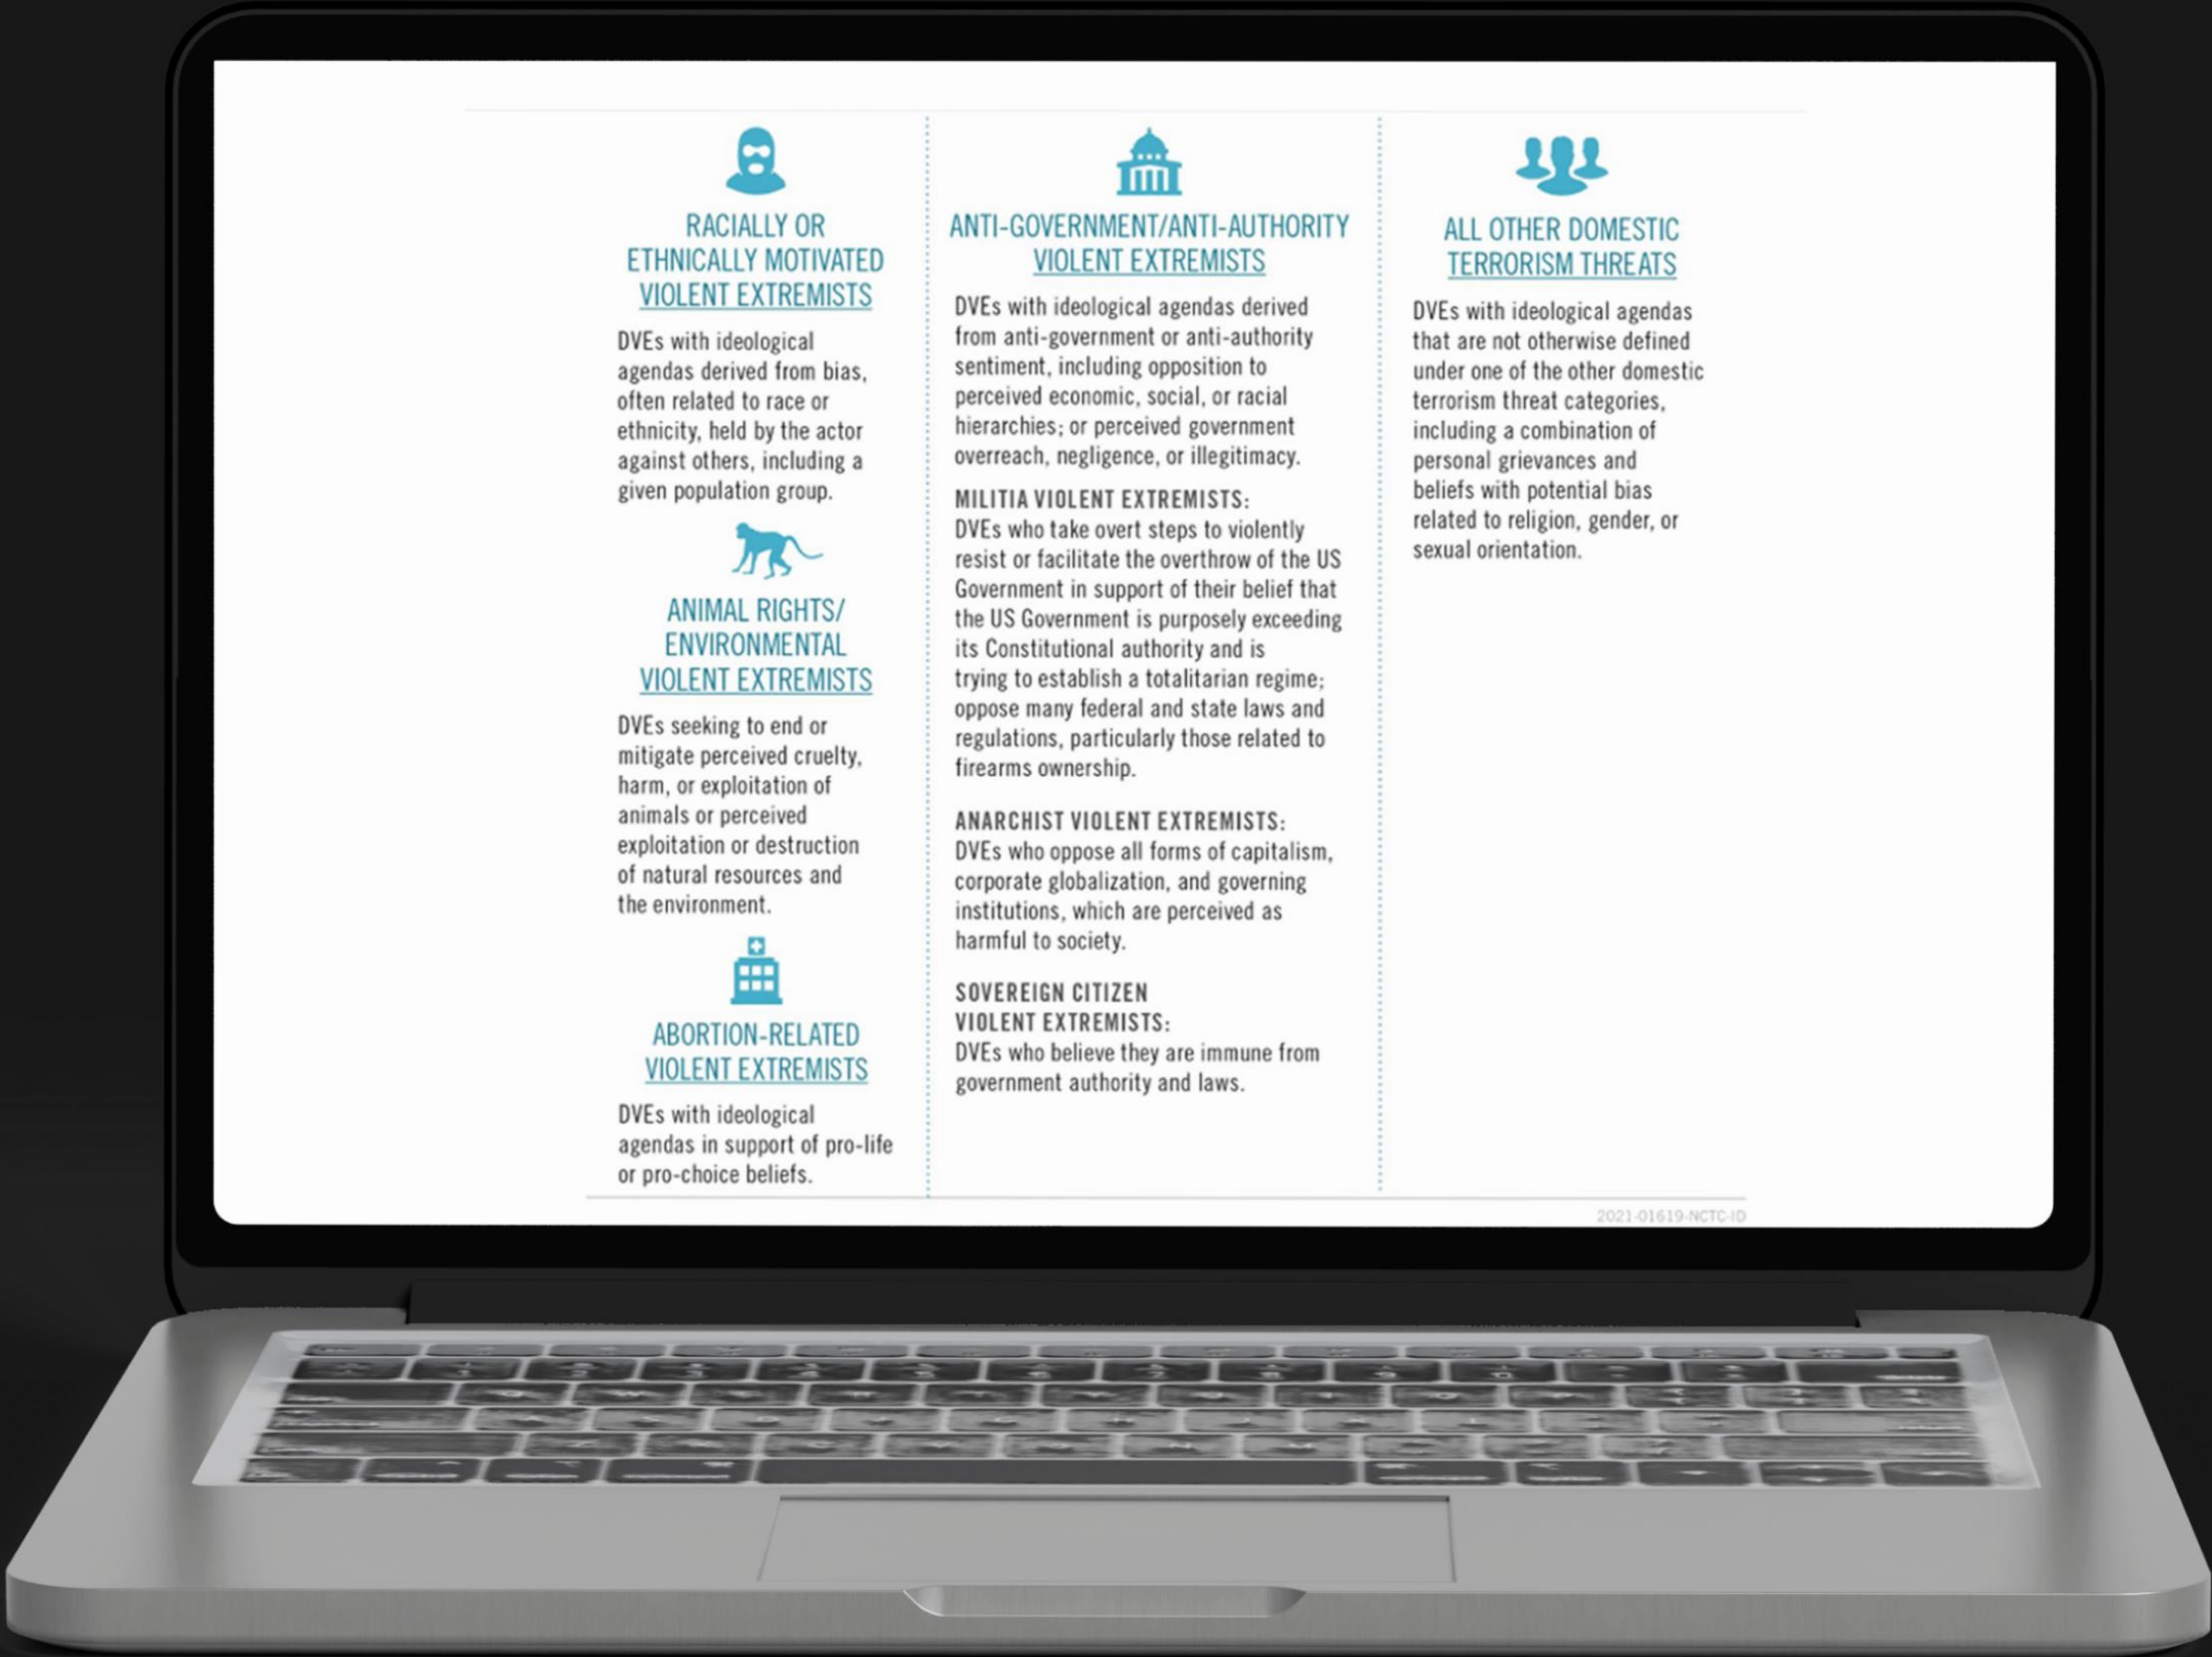 RACIALLY OR
ETHNICALLY MOTIVATED
VIOLENT EXTREMISTS
DVEs with ideological
agendas derived from bias,
often related to race or
ethnicity, held by the actor
against others, including a
given population group.
ANIMAL RIGHTS/
ENVIRONMENTAL
VIOLENT EXTREMISTS
DVEs seeking to end or
mitigate perceived cruelty,
harm, or exploitation of
animals or perceived
exploitation or destruction
of natural resources and
the environment.
ABORTION-RELATED
VIOLENT EXTREMISTS
DVEs with ideological
agendas in support of pro-life
or pro-choice beliefs.
ANTI-GOVERNMENT/ANTI-AUTHORITY
VIOLENT EXTREMISTS
DVEs with ideological agendas derived
from anti-government or anti-authority
sentiment, including opposition to
perceived economic, social, or racial
hierarchies; or perceived government
overreach, negligence, or illegitimacy.
MILITIA VIOLENT EXTREMISTS:
DVEs who take overt steps to violently
resist or facilitate the overthrow of the US
Government in support of their belief that
the US Government is purposely exceeding
its Constitutional authority and is
trying to establish a totalitarian regime;
oppose many federal and state laws and
regulations, particularly those related to
firearms ownership.
ANARCHIST VIOLENT EXTREMISTS:
DVEs who oppose all forms of capitalism,
corporate globalization, and governing
institutions, which are perceived as
harmful to society.
SOVEREIGN CITIZEN
VIOLENT EXTREMISTS:
DVEs who believe they are immune from
government authority and laws.
ALL OTHER DOMESTIC
TERRORISM THREATS
DVEs with ideological agendas
that are not otherwise defined
under one of the other domestic
terrorism threat categories,
including a combination of
personal grievances and
beliefs with potential bias
related to religion, gender, or
sexual orientation.
2021-01619-NCTC-ID